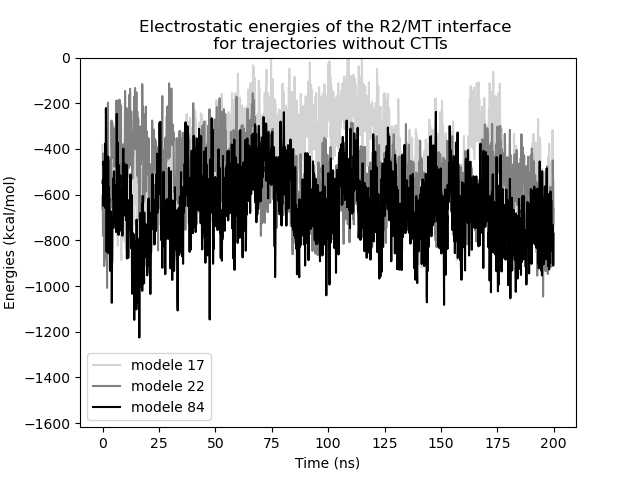 Electrostatic energies of the R2/MT interface
for trajectories without CTTs
0
−200
−400
−600
−800
−1000
−1200
−1400
−1600
Energies (kcal/mol)
modele 17
modele 22
modele 84
0 25 50 75 100 125 150 175 200
Time (ns)